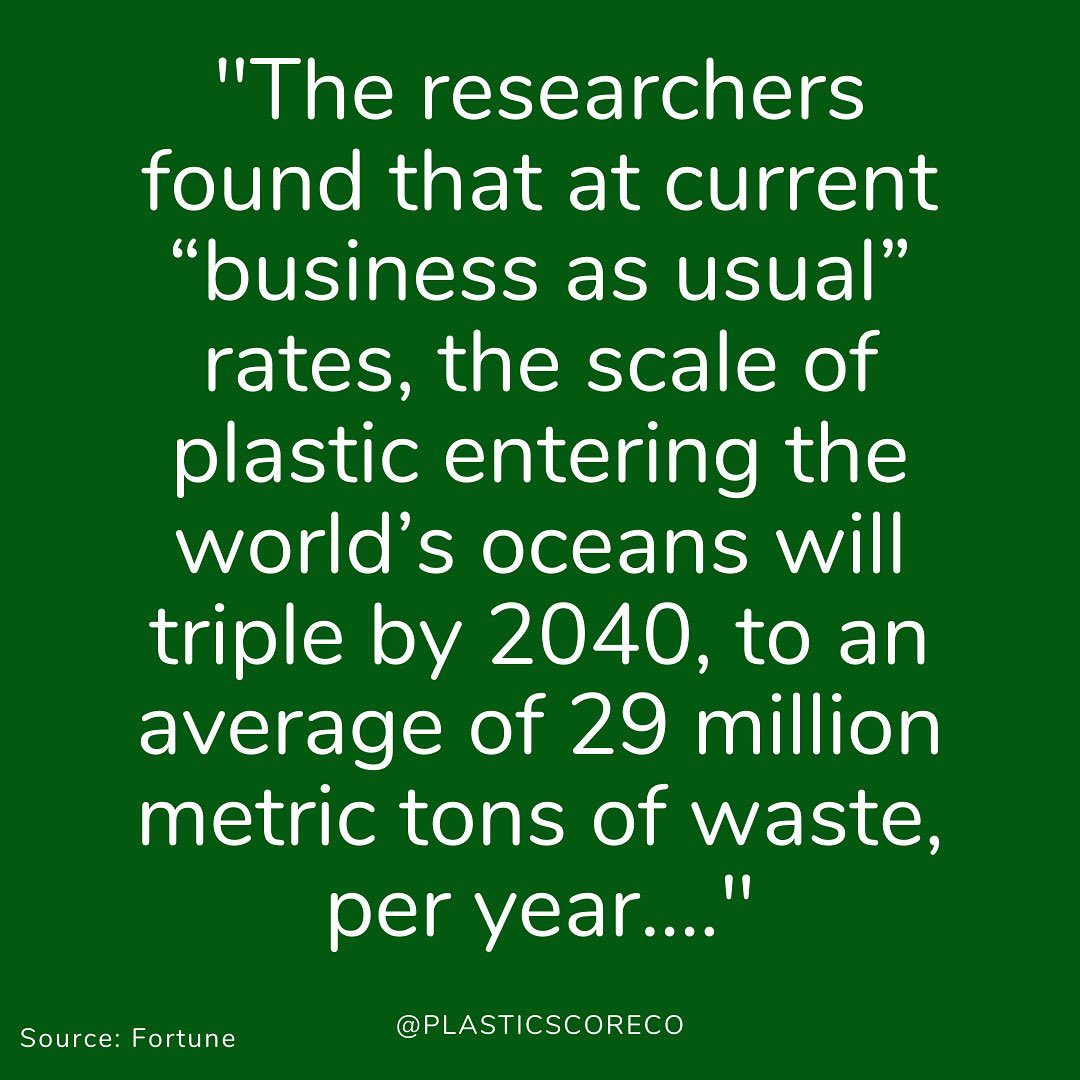 "The researchers
found that at current
“business as usual”
rates, the scale of
plastic entering the
world’s oceans will
triple by 2040, to an
average of 29 million
metric tons of waste,
per year...."
@PLASTICSCORECO
Source: Fortune